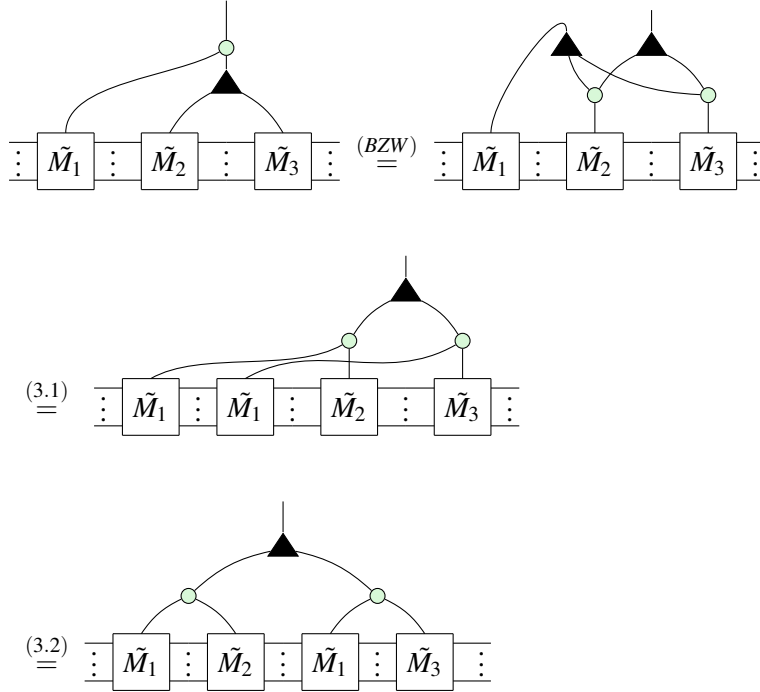 ⋮ M̃₁ ⋮ M̃₂ ⋮ M̃₃ ⋮ (BZW) = ⋮ M̃₁ ⋮ M̃₂ ⋮ M̃₃ ⋮
(3.1) = ⋮ M̃₁ ⋮ M̃₁ ⋮ M̃₂ ⋮ M̃₃ ⋮
(3.2) = ⋮ M̃₁ ⋮ M̃₂ ⋮ M̃₁ ⋮ M̃₃ ⋮